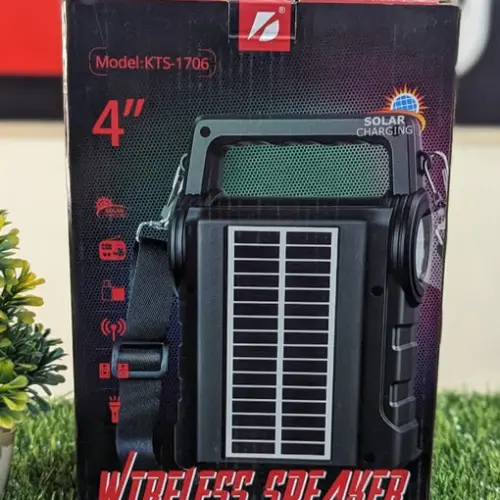 Model:KTS-1706
4"
SOLAR
CHARGING
WIRELESS SPEAKER